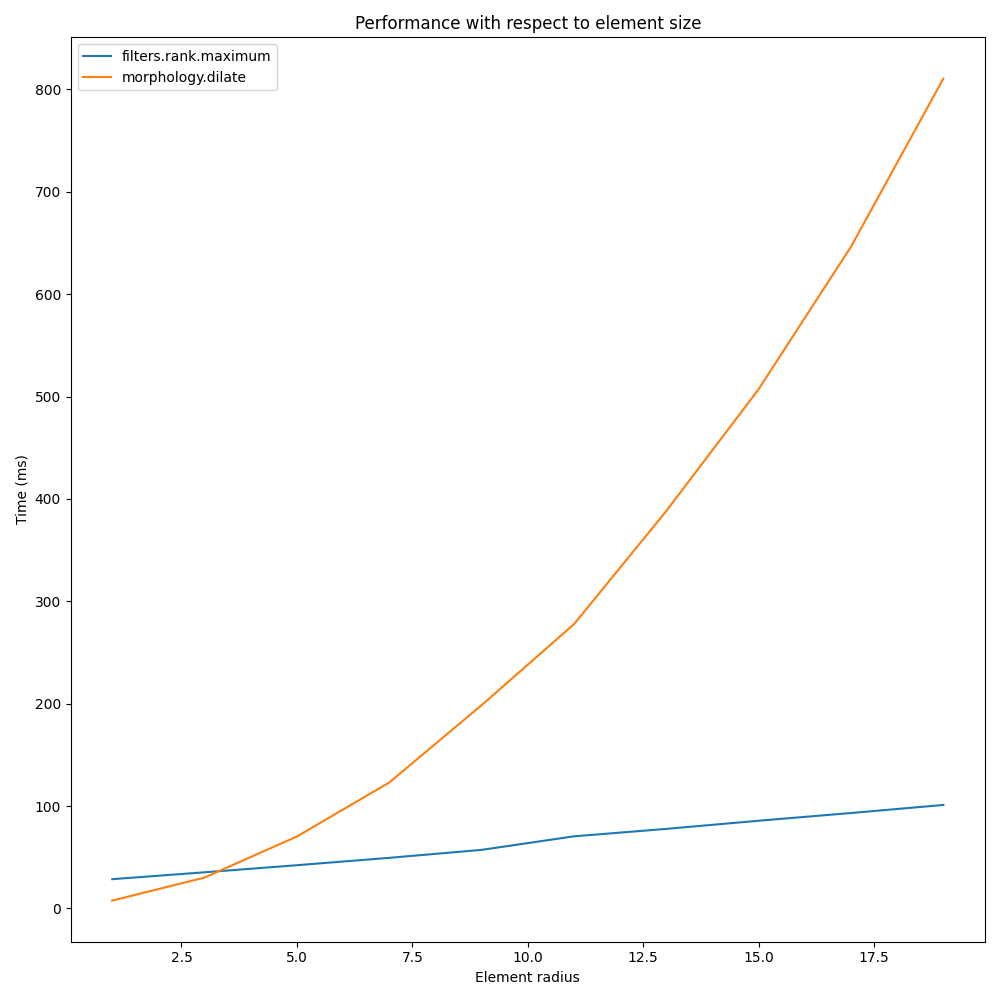 Performance with respect to element size
filters.rank.maximum
morphology.dilate
800
700
600
500
400
300
200
100
0
Time (ms)
2.5 5.0 7.5 10.0 12.5 15.0 17.5
Element radius